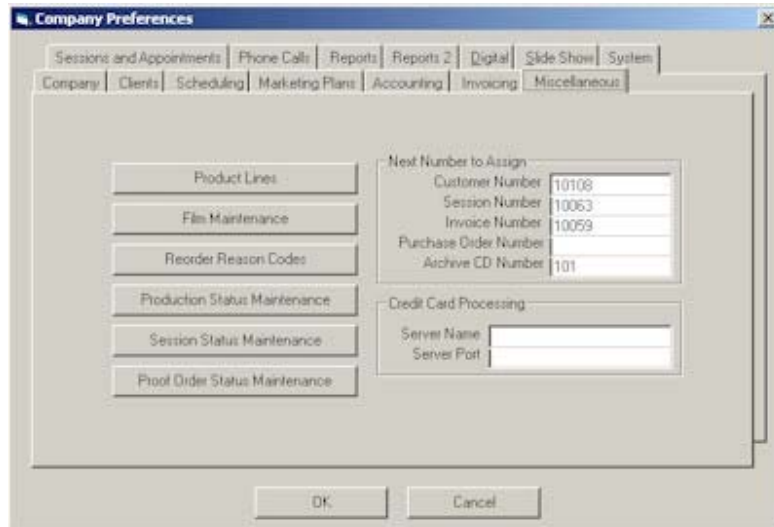 Company Preferences
Sessions and Appointments Phone Calls Reports Reports 2 Digital Slide Show System
Company Clients Scheduling Marketing Plans Accounting Invoicing Miscellaneous
Product Lines
Film Maintenance
Reorder Reason Codes
Production Status Maintenance
Session Status Maintenance
Proof Order Status Maintenance
Next Number to Assign
Customer Number 10108
Session Number 10063
Invoice Number 10059
Purchase Order Number
Archive CD Number 101
Credit Card Processing
Server Name
Server Port
OK Cancel